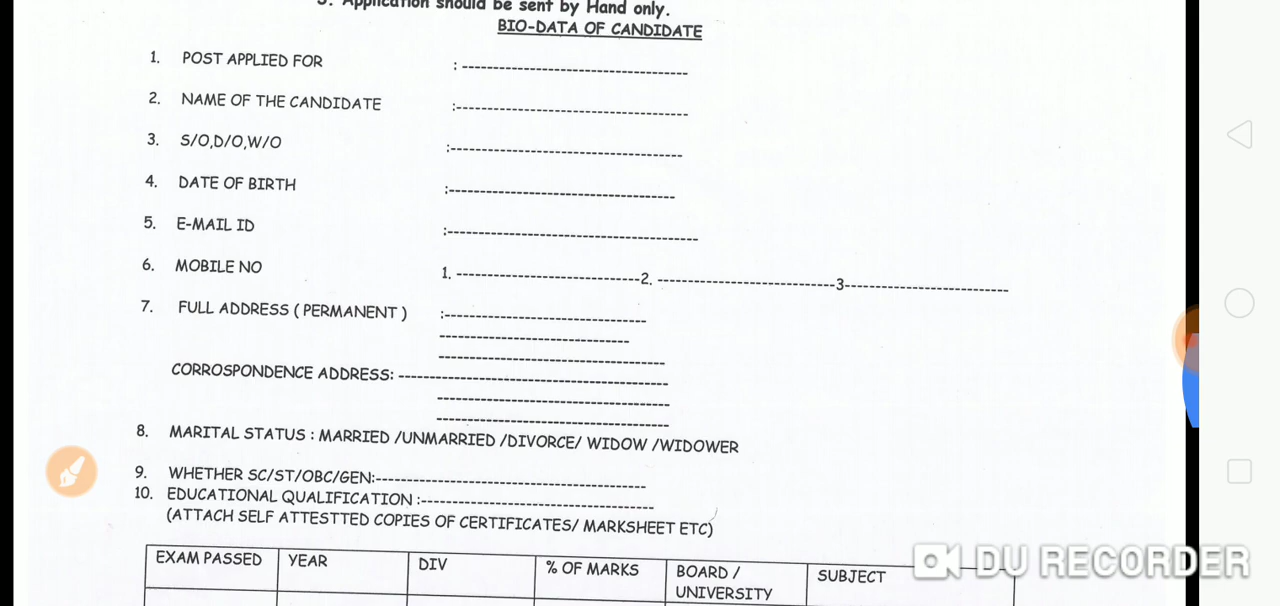 3. Application should be sent by Hand only.
BIO-DATA OF CANDIDATE
1. POST APPLIED FOR :-------------------------------------
2. NAME OF THE CANDIDATE :--------------------------------------
3. S/O,D/O,W/O :--------------------------------------
4. DATE OF BIRTH :-------------------------------------
5. E-MAIL ID :-----------------------------------------
6. MOBILE NO 1. ------------------------------2. -----------------------------3---------------------------
7. FULL ADDRESS ( PERMANENT ) :---------------------------------
-------------------------------
-------------------------------------
CORROSPONDENCE ADDRESS: --------------------------------------------
--------------------------------------
--------------------------------------
8. MARITAL STATUS : MARRIED /UNMARRIED /DIVORCE/ WIDOW /WIDOWER
9. WHETHER SC/ST/OBC/GEN:--------------------------------------------
10. EDUCATIONAL QUALIFICATION :--------------------------------------
(ATTACH SELF ATTESTTED COPIES OF CERTIFICATES/ MARKSHEET ETC)
EXAM PASSED YEAR DIV % OF MARKS BOARD / UNIVERSITY SUBJECT
DU RECORDER